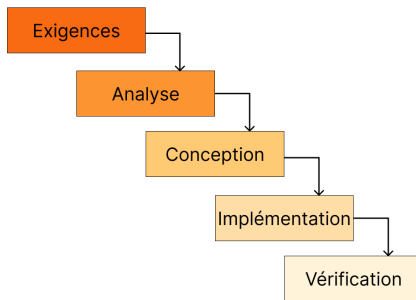 Exigences
Analyse
Conception
Implémentation
Vérification